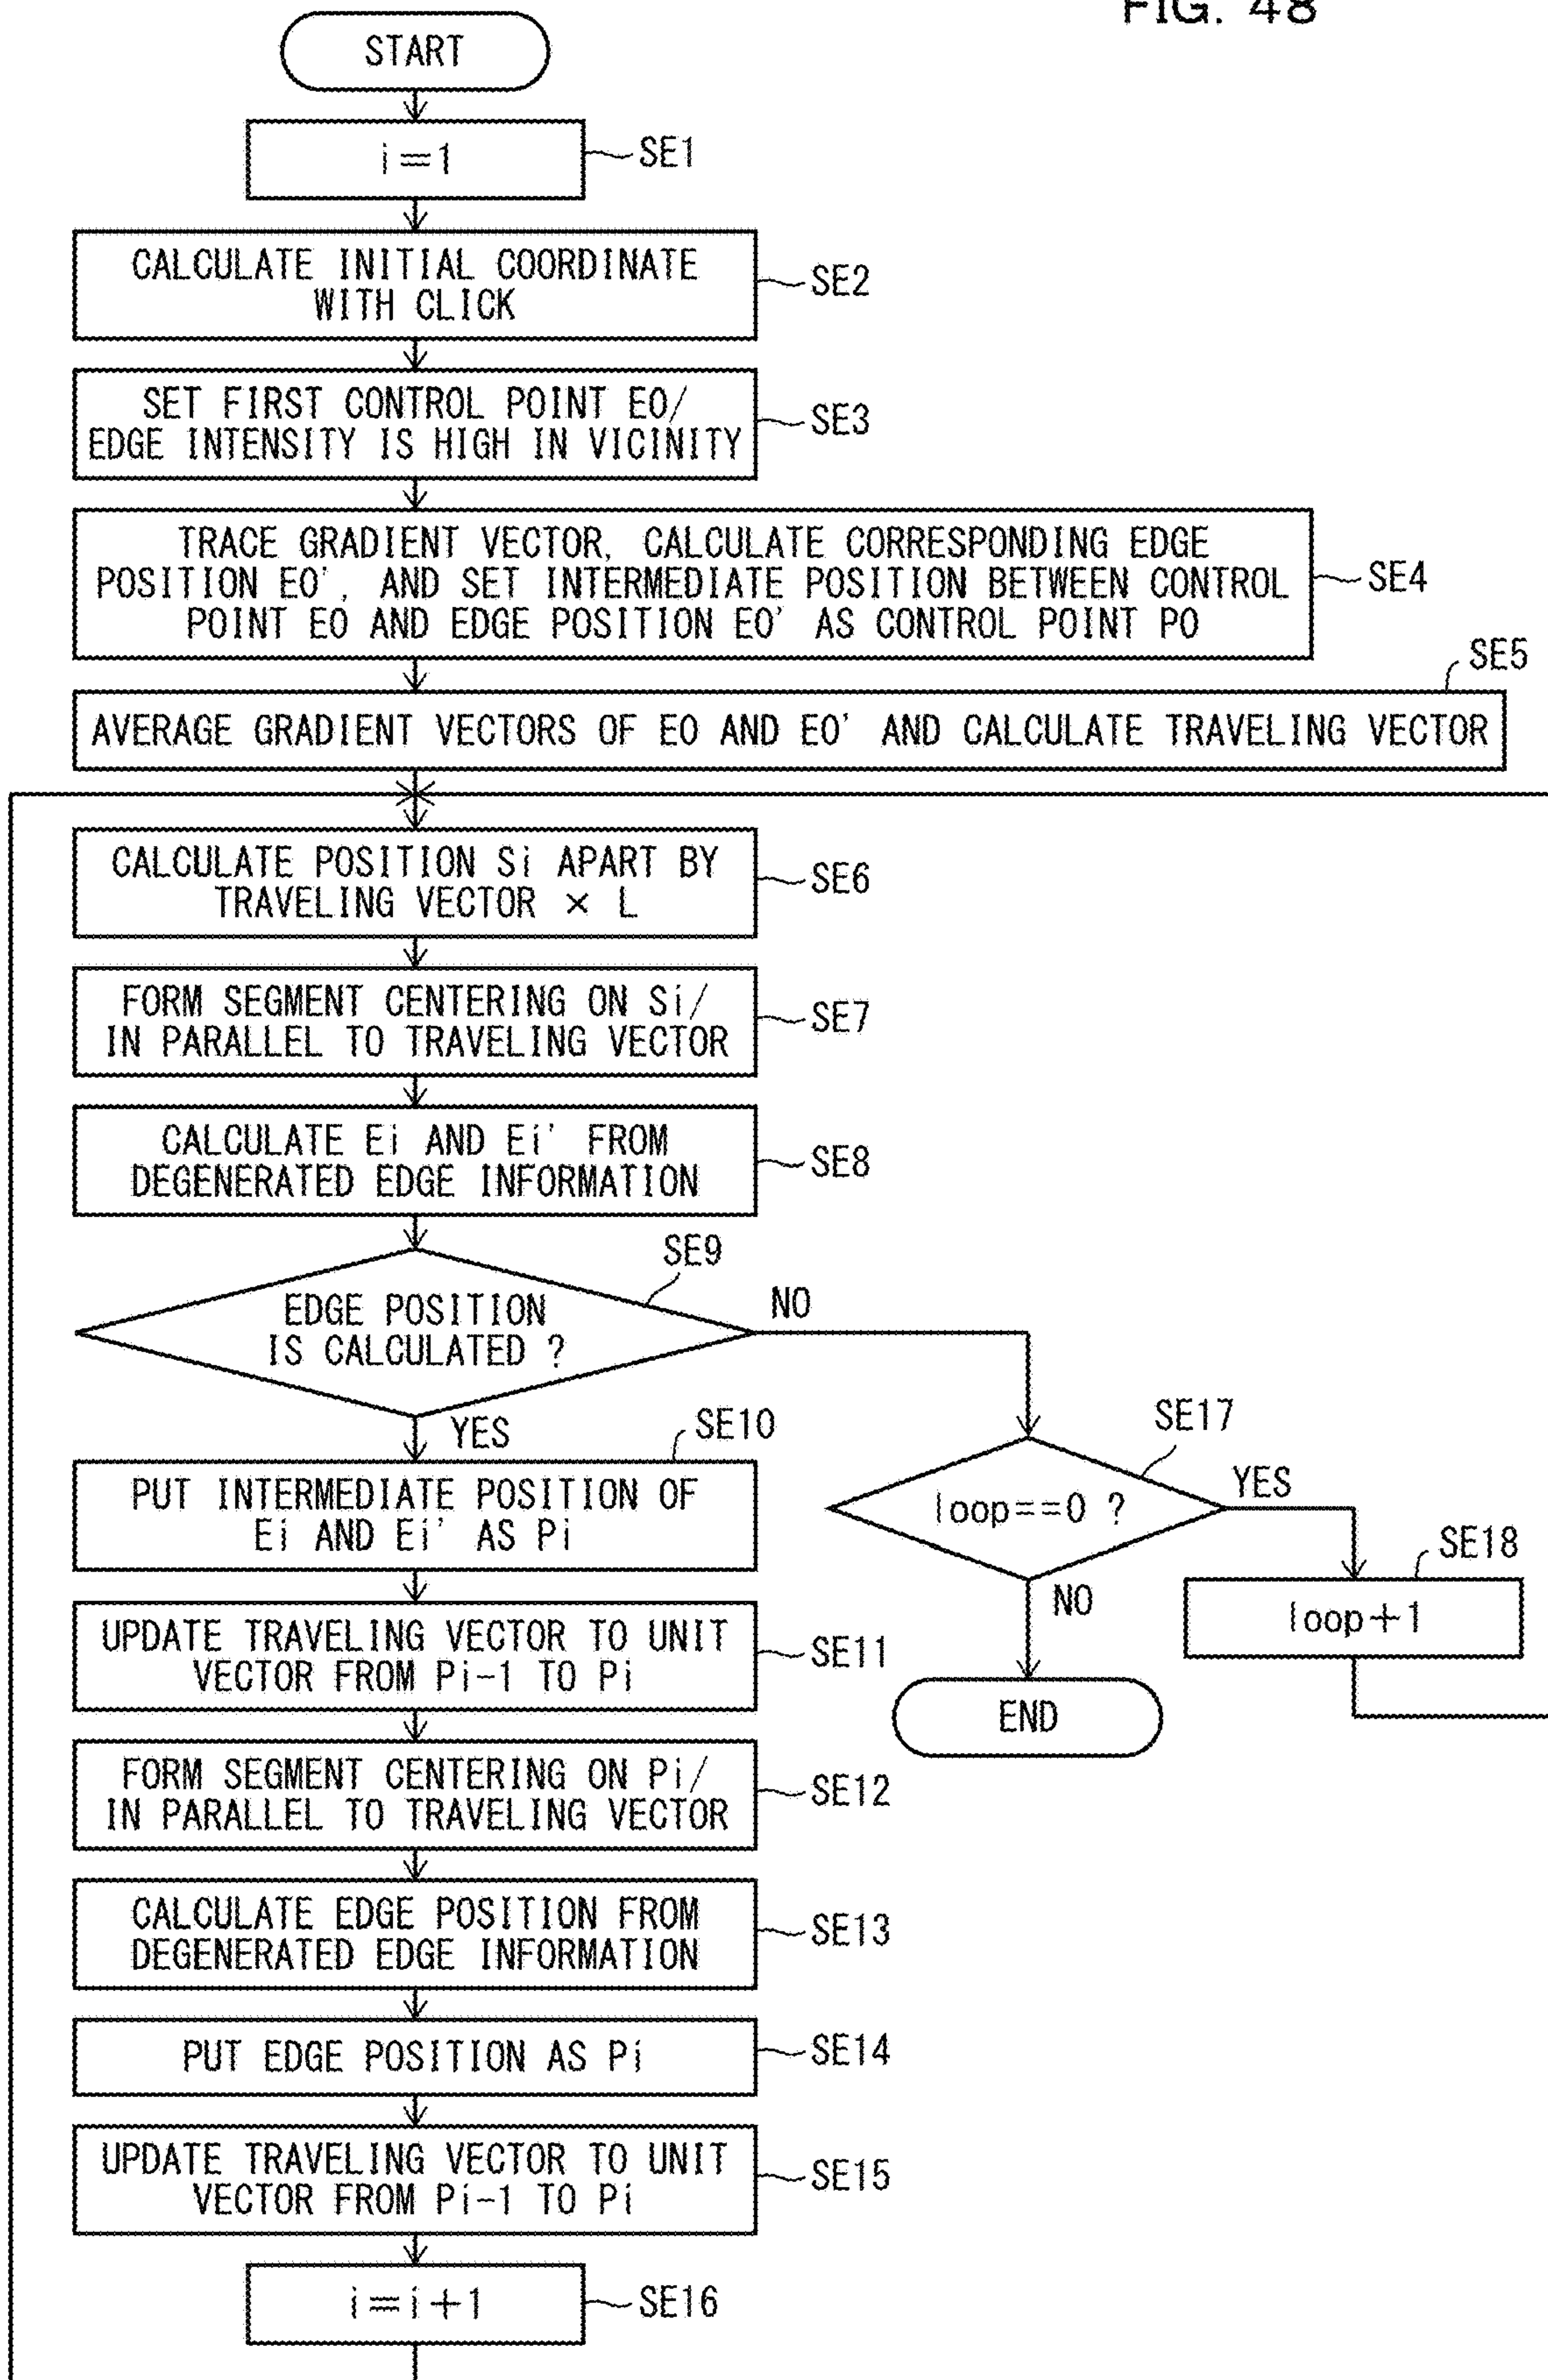 FIG. 48
START
i=1
SE1
CALCULATE INITIAL COORDINATE
WITH CLICK
SE2
SET FIRST CONTROL POINT E0/
EDGE INTENSITY IS HIGH IN VICINITY
SE3
TRACE GRADIENT VECTOR, CALCULATE CORRESPONDING EDGE
POSITION E0', AND SET INTERMEDIATE POSITION BETWEEN CONTROL
POINT E0 AND EDGE POSITION E0' AS CONTROL POINT P0
SE4
SE5
AVERAGE GRADIENT VECTORS OF E0 AND E0' AND CALCULATE TRAVELING VECTOR
CALCULATE POSITION Si APART BY
TRAVELING VECTOR × L
SE6
FORM SEGMENT CENTERING ON Si/
IN PARALLEL TO TRAVELING VECTOR
SE7
CALCULATE Ei AND Ei' FROM
DEGENERATED EDGE INFORMATION
SE8
SE9
EDGE POSITION
IS CALCULATED ?
NO
YES
SE10
PUT INTERMEDIATE POSITION OF
Ei AND Ei' AS Pi
SE17
loop==0 ?
YES
NO
SE18
loop+1
END
UPDATE TRAVELING VECTOR TO UNIT
VECTOR FROM Pi-1 TO Pi
SE11
FORM SEGMENT CENTERING ON Pi/
IN PARALLEL TO TRAVELING VECTOR
SE12
CALCULATE EDGE POSITION FROM
DEGENERATED EDGE INFORMATION
SE13
PUT EDGE POSITION AS Pi
SE14
UPDATE TRAVELING VECTOR TO UNIT
VECTOR FROM Pi-1 TO Pi
SE15
i=i+1
SE16